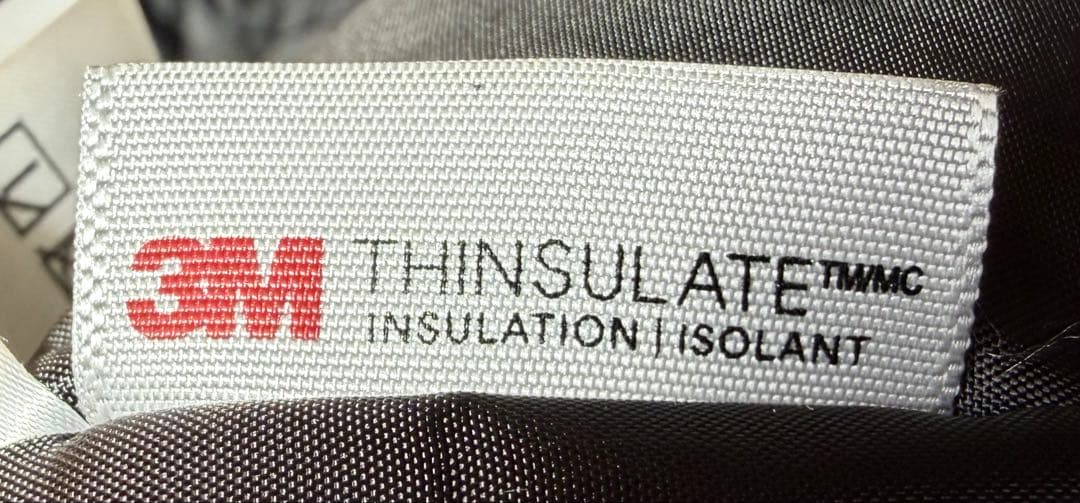 3M THINSULATE™/MC
INSULATION | ISOLANT